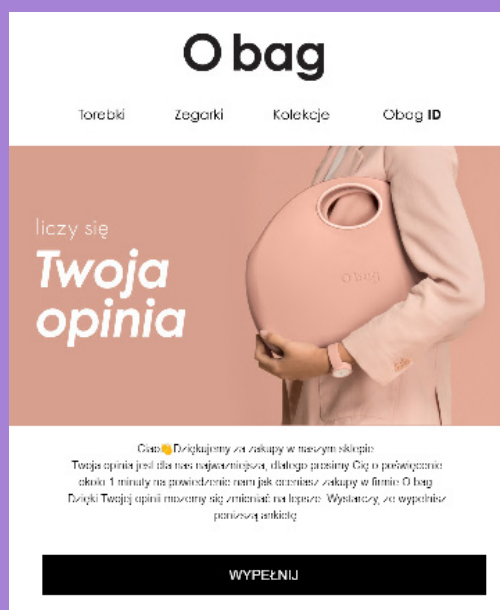 O bag
Torebki Zegarki Kolekcje Obag ID
liczy się
Twoja
opinia
O bag
Ciao👋Dziękujemy za zakupy w naszym sklepie
Twoja opinia jest dla nas najważniejsza, dlatego prosimy Cię o poświęcenie
około 1 minuty na powiedzenie nam jak oceniasz zakupy w firmie O bag
Dzięki Twojej opinii możemy się zmieniać na lepsze. Wystarczy, że wypełnisz
poniższą ankietę
WYPEŁNIJ